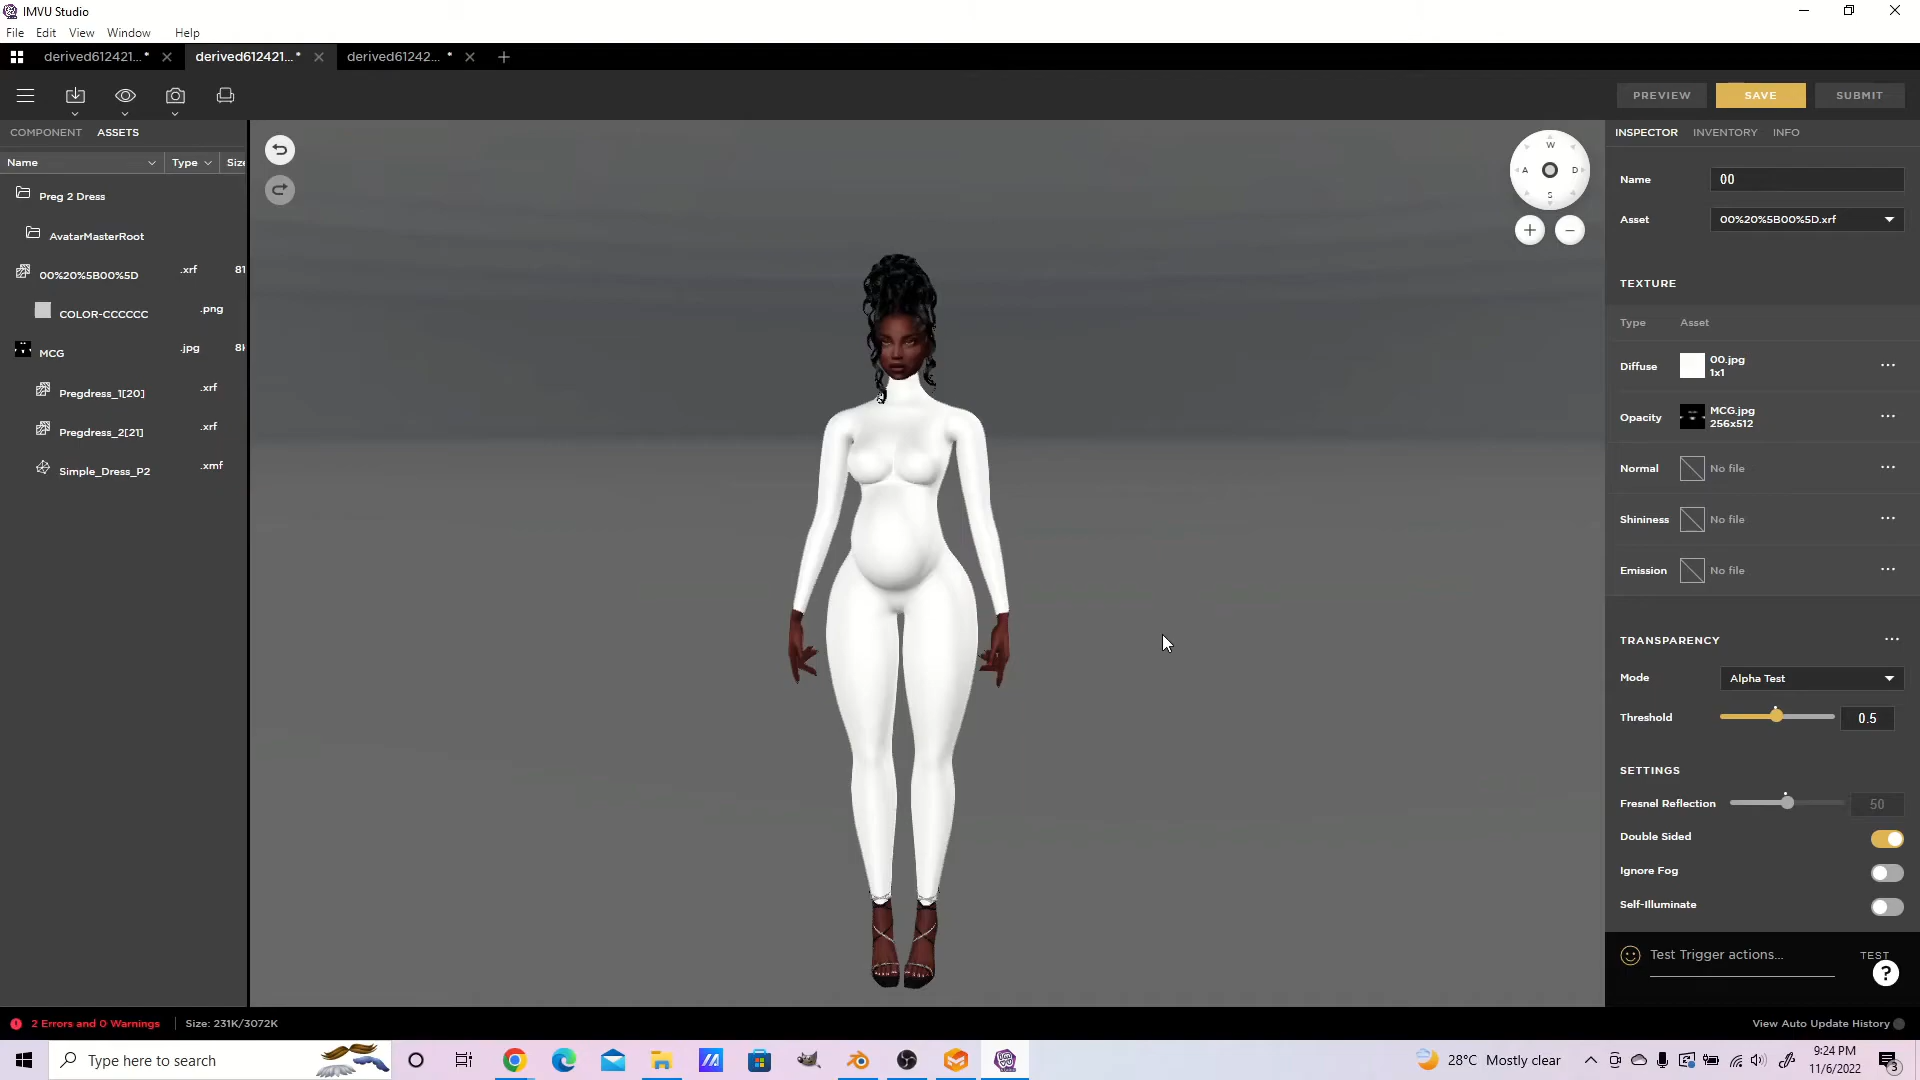 IMVU Studio
File Edit View Window Help
derived612421... * derived612421... * derived61242... *
PREVIEW SAVE SUBMIT
COMPONENT ASSETS
INSPECTOR INVENTORY INFO
Name Type Size
Preg 2 Dress
AvatarMasterRoot
00%20%5B00%5D .xrf 81
COLOR-CCCCCC .png
MCG .jpg
Pregdress_1[20] .xrf
Pregdress_2[21] .xrf
Simple_Dress_P2 .xmf
W
A D
S
Name 00
Asset 00%20%5B00%5D.xrf
TEXTURE
Type Asset
Diffuse 00.jpg
1x1
Opacity MCG.jpg
256x512
Normal No file
Shininess No file
Emission No file
TRANSPARENCY
Mode Alpha Test
Threshold 0.5
SETTINGS
Fresnel Reflection 50
Double Sided
Ignore Fog
Self-Illuminate
Test Trigger actions... TEST
?
2 Errors and 0 Warnings Size: 231K/3072K
View Auto Update History
Type here to search
28°C Mostly clear
9:24 PM
11/6/2022
3